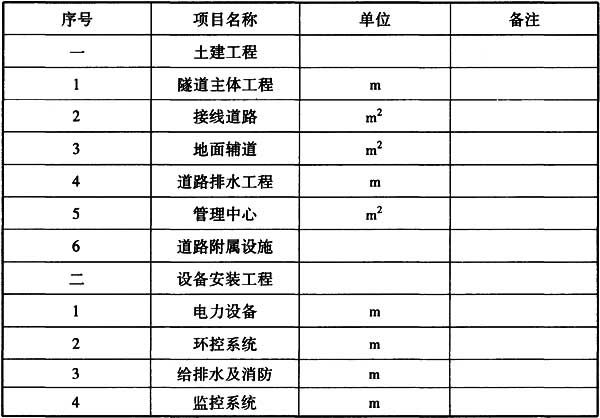 序号 项目名称 单位 备注
一 土建工程
1 隧道主体工程 m
2 接线道路 m²
3 地面辅道 m²
4 道路排水工程 m
5 管理中心 m²
6 道路附属设施
二 设备安装工程
1 电力设备 m
2 环控系统 m
3 给排水及消防 m
4 监控系统 m